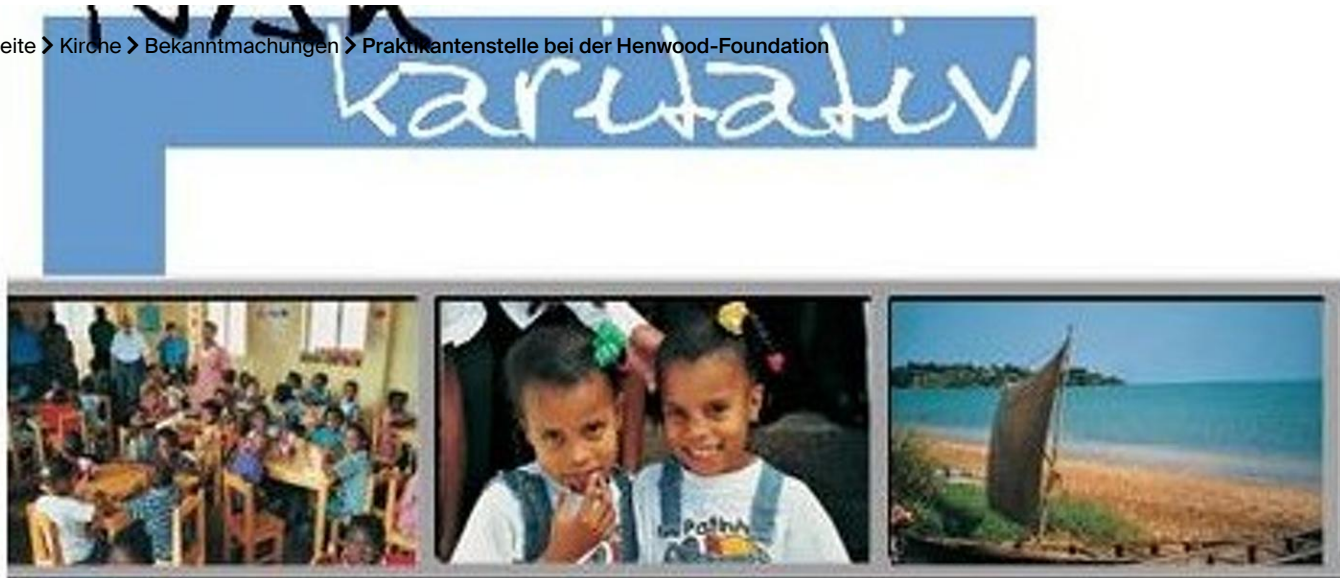 eite > Kirche > Bekanntmachungen > Praktikantenstelle bei der Henwood-Foundation
karitativ